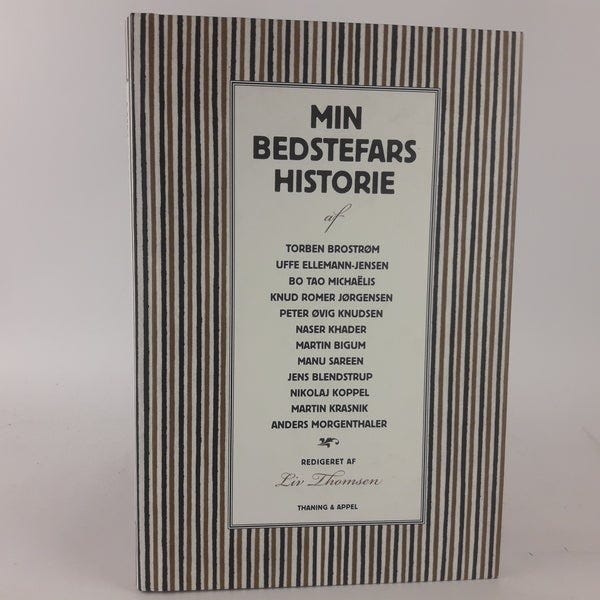 MIN
BEDSTEFARS
HISTORIE
af
TORBEN BROSTRØM
UFFE ELLEMANN-JENSEN
BO TAO MICHAËLIS
KNUD ROMER JØRGENSEN
PETER ØVIG KNUDSEN
NASER KHADER
MARTIN BIGUM
MANU SAREEN
JENS BLENDSTRUP
NIKOLAJ KOPPEL
MARTIN KRASNIK
ANDERS MORGENTHALER
REDIGERET AF
Liv Thomsen
THANING & APPEL